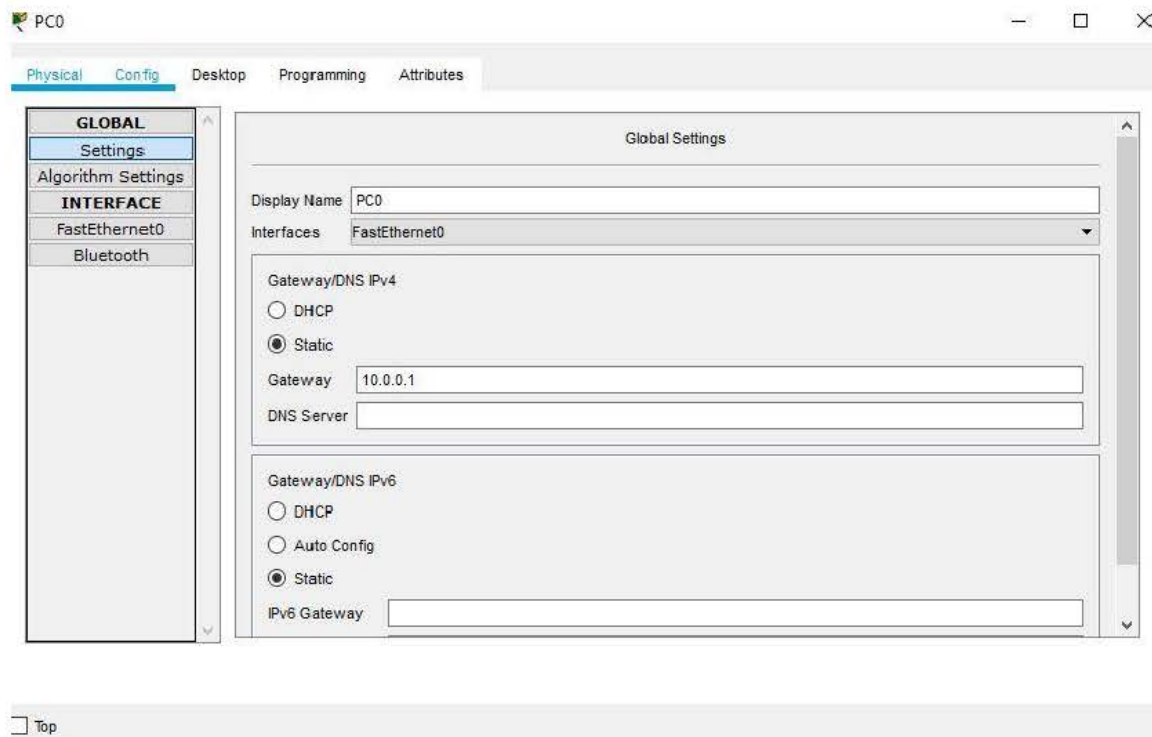 PC0
Physical Config Desktop Programming Attributes
GLOBAL
Settings
Algorithm Settings
INTERFACE
FastEthernet0
Bluetooth
Global Settings
Display Name PC0
Interfaces FastEthernet0
Gateway/DNS IPv4
DHCP
Static
Gateway 10.0.0.1
DNS Server
Gateway/DNS IPv6
DHCP
Auto Config
Static
IPv6 Gateway
Top